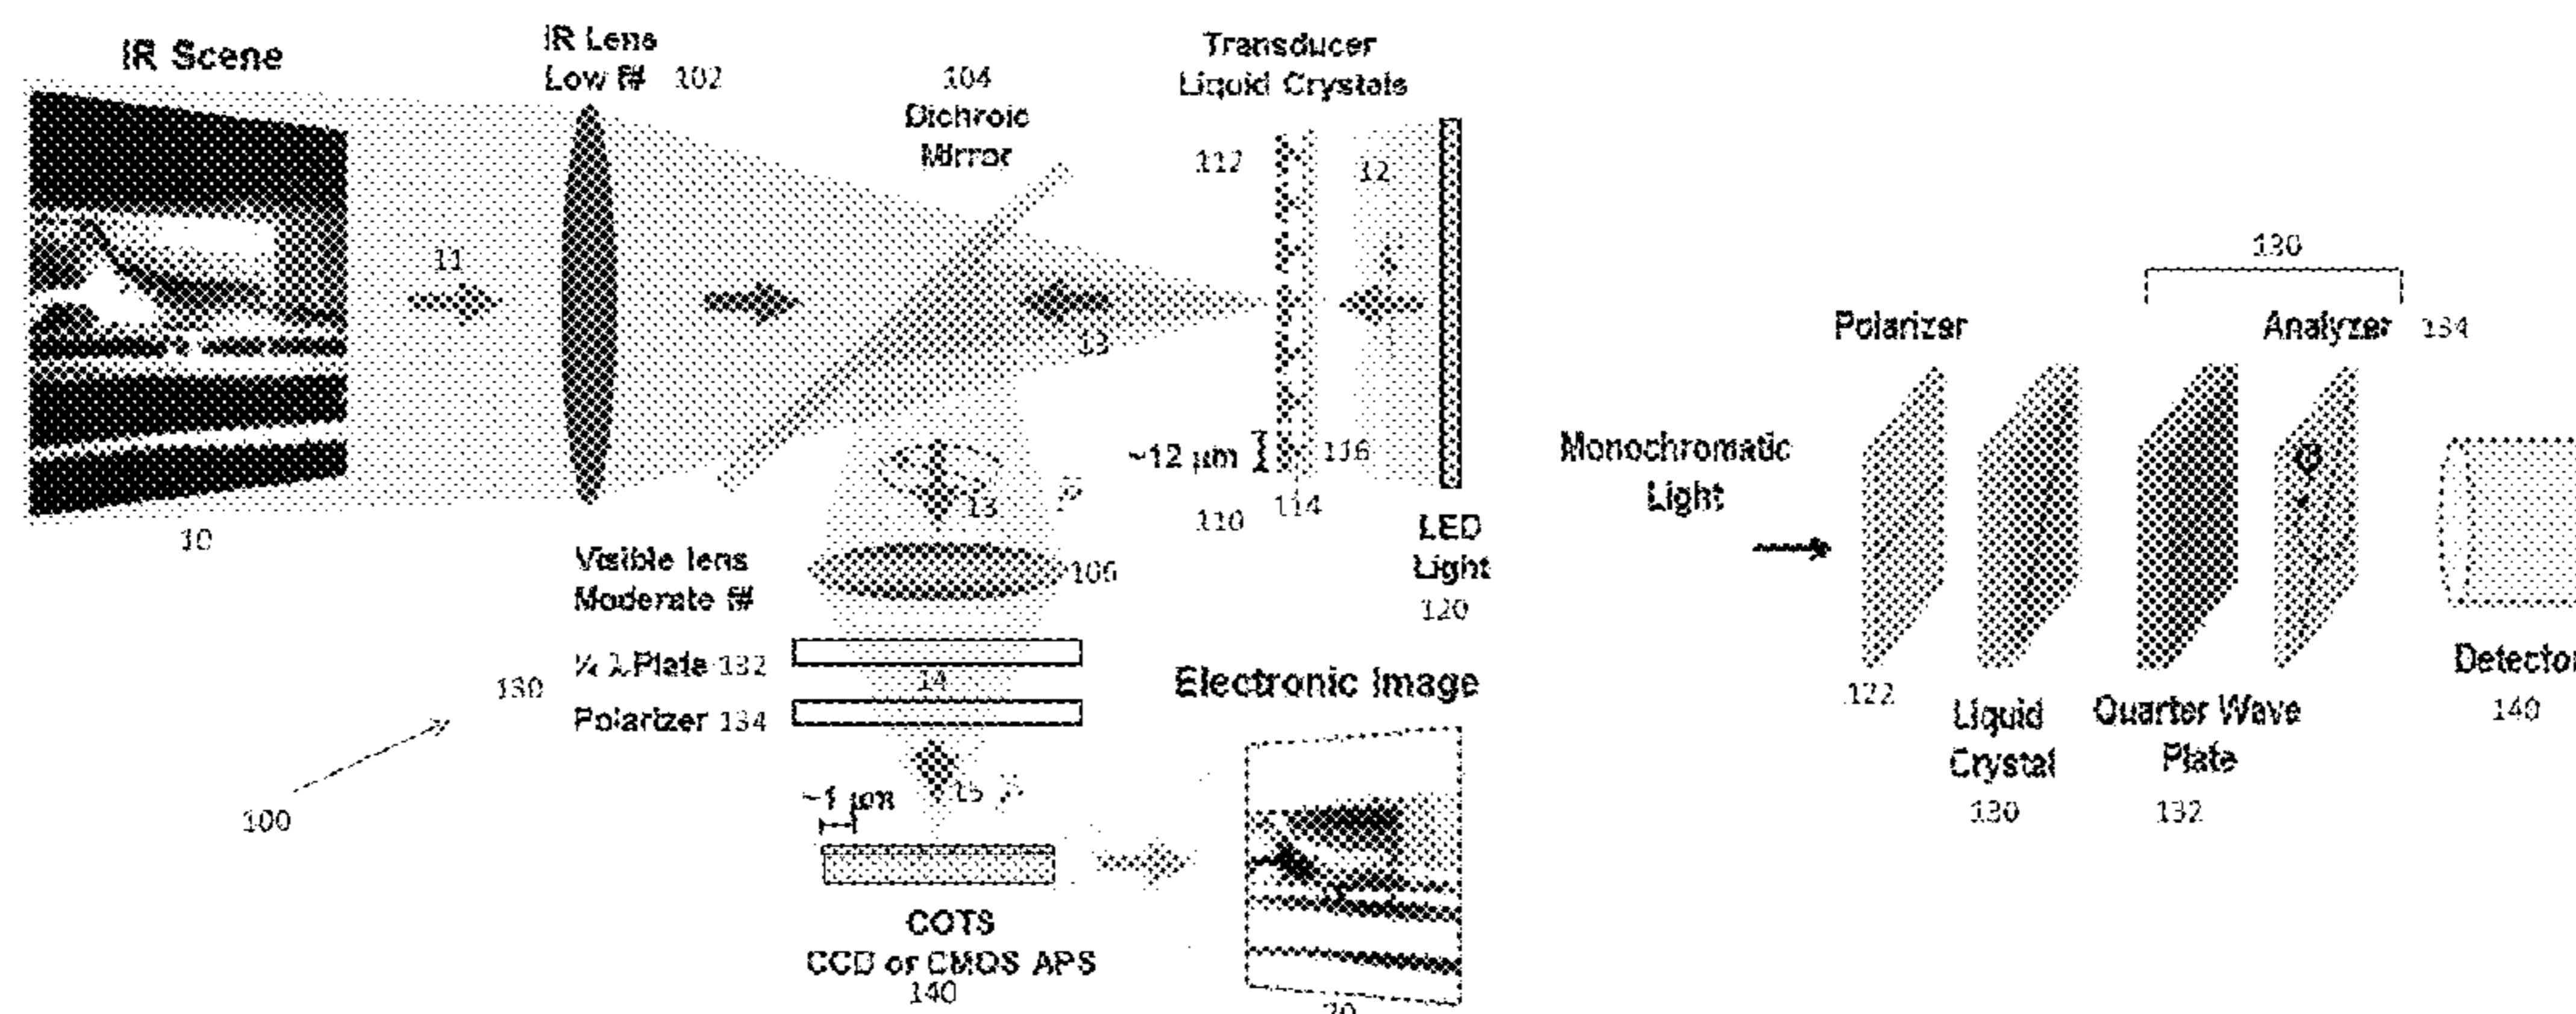 IR Scene
IR Lens
Low f# 102
104
Dichroic
Mirror
Transducer
Liquid Crystals
112
12
11
13
~12 µm
116
110
114
10
LED
Light
120
13
Visible lens
Moderate f#
106
¼ λ Plate 132
14
130
Polarizer 134
Electronic Image
100
~1 µm
15
COTS
CCD or CMOS APS
140
20
130
Polarizer
Analyzer 134
Monochromatic
Light
122
Liquid
Crystal
130
Quarter Wave
Plate
132
Detector
140